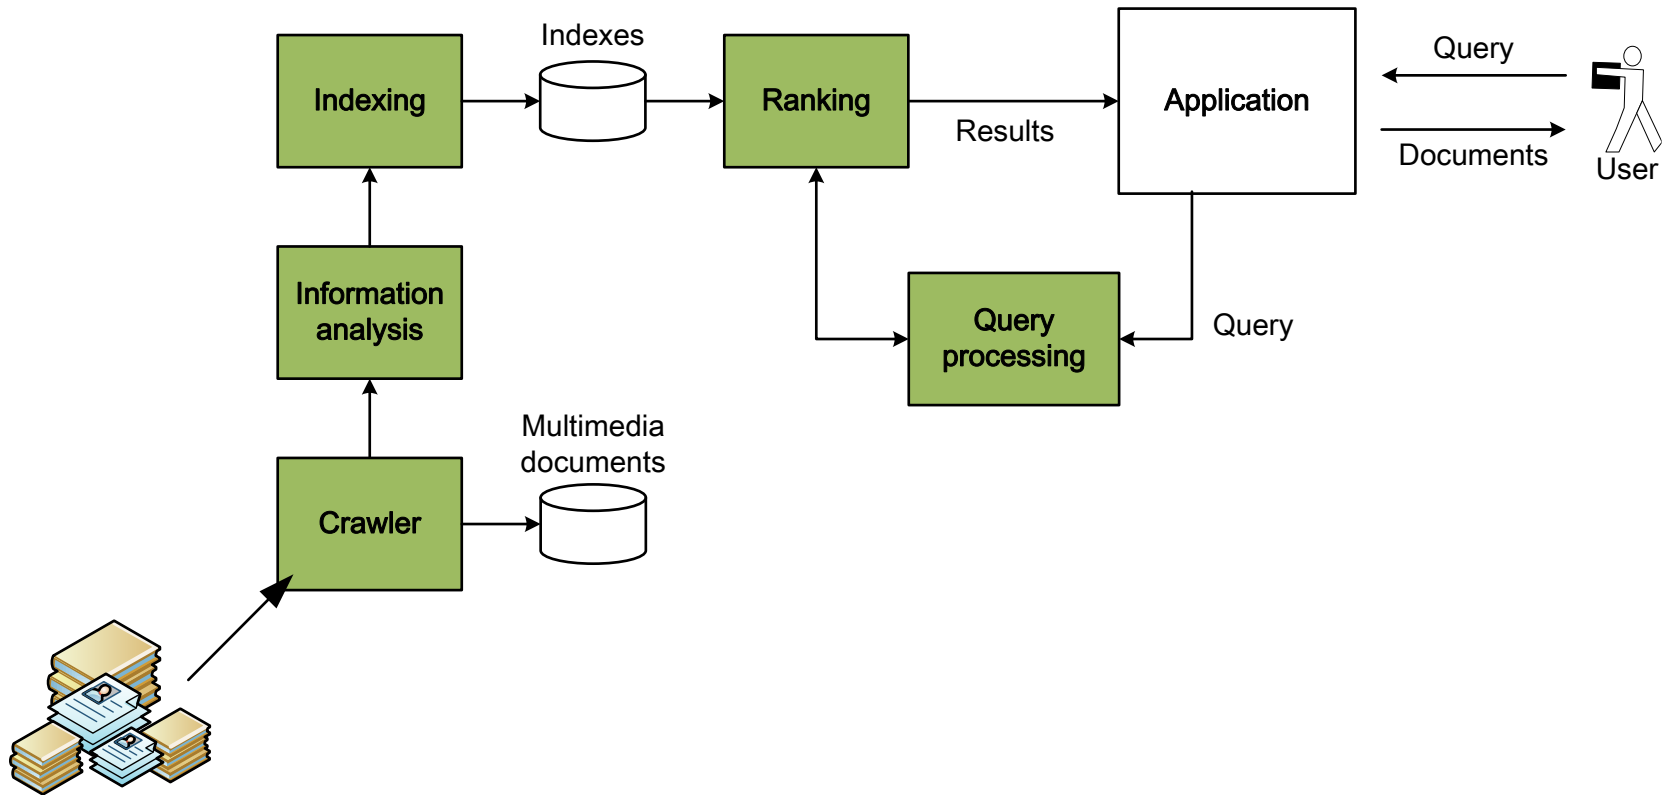 Indexes
Query
Indexing
Ranking
Application
Results
Documents
User
Information
analysis
Query
processing
Query
Multimedia
documents
Crawler